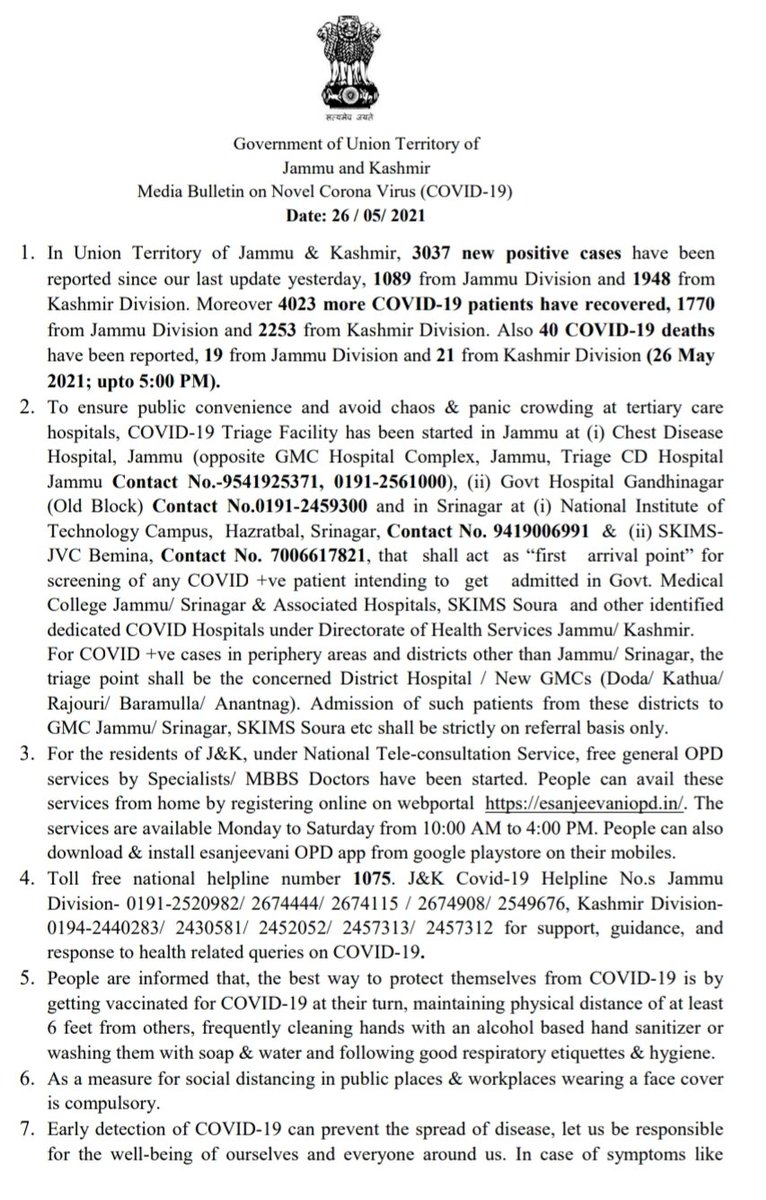 सत्यमेव जयते
Government of Union Territory of
Jammu and Kashmir
Media Bulletin on Novel Corona Virus (COVID-19)
Date: 26 / 05/ 2021
1. In Union Territory of Jammu & Kashmir, 3037 new positive cases have been
reported since our last update yesterday, 1089 from Jammu Division and 1948 from
Kashmir Division. Moreover 4023 more COVID-19 patients have recovered, 1770
from Jammu Division and 2253 from Kashmir Division. Also 40 COVID-19 deaths
have been reported, 19 from Jammu Division and 21 from Kashmir Division (26 May
2021; upto 5:00 PM).
2. To ensure public convenience and avoid chaos & panic crowding at tertiary care
hospitals, COVID-19 Triage Facility has been started in Jammu at (i) Chest Disease
Hospital, Jammu (opposite GMC Hospital Complex, Jammu, Triage CD Hospital
Jammu Contact No.-9541925371, 0191-2561000), (ii) Govt Hospital Gandhinagar
(Old Block) Contact No.0191-2459300 and in Srinagar at (i) National Institute of
Technology Campus, Hazratbal, Srinagar, Contact No. 9419006991 & (ii) SKIMS-
JVC Bemina, Contact No. 7006617821, that shall act as “first arrival point” for
screening of any COVID +ve patient intending to get admitted in Govt. Medical
College Jammu/ Srinagar & Associated Hospitals, SKIMS Soura and other identified
dedicated COVID Hospitals under Directorate of Health Services Jammu/ Kashmir.
For COVID +ve cases in periphery areas and districts other than Jammu/ Srinagar, the
triage point shall be the concerned District Hospital / New GMCs (Doda/ Kathua/
Rajouri/ Baramulla/ Anantnag). Admission of such patients from these districts to
GMC Jammu/ Srinagar, SKIMS Soura etc shall be strictly on referral basis only.
3. For the residents of J&K, under National Tele-consultation Service, free general OPD
services by Specialists/ MBBS Doctors have been started. People can avail these
services from home by registering online on webportal https://esanjeevaniopd.in/. The
services are available Monday to Saturday from 10:00 AM to 4:00 PM. People can also
download & install esanjeevani OPD app from google playstore on their mobiles.
4. Toll free national helpline number 1075. J&K Covid-19 Helpline No.s Jammu
Division- 0191-2520982/ 2674444/ 2674115 / 2674908/ 2549676, Kashmir Division-
0194-2440283/ 2430581/ 2452052/ 2457313/ 2457312 for support, guidance, and
response to health related queries on COVID-19.
5. People are informed that, the best way to protect themselves from COVID-19 is by
getting vaccinated for COVID-19 at their turn, maintaining physical distance of at least
6 feet from others, frequently cleaning hands with an alcohol based hand sanitizer or
washing them with soap & water and following good respiratory etiquettes & hygiene.
6. As a measure for social distancing in public places & workplaces wearing a face cover
is compulsory.
7. Early detection of COVID-19 can prevent the spread of disease, let us be responsible
for the well-being of ourselves and everyone around us. In case of symptoms like